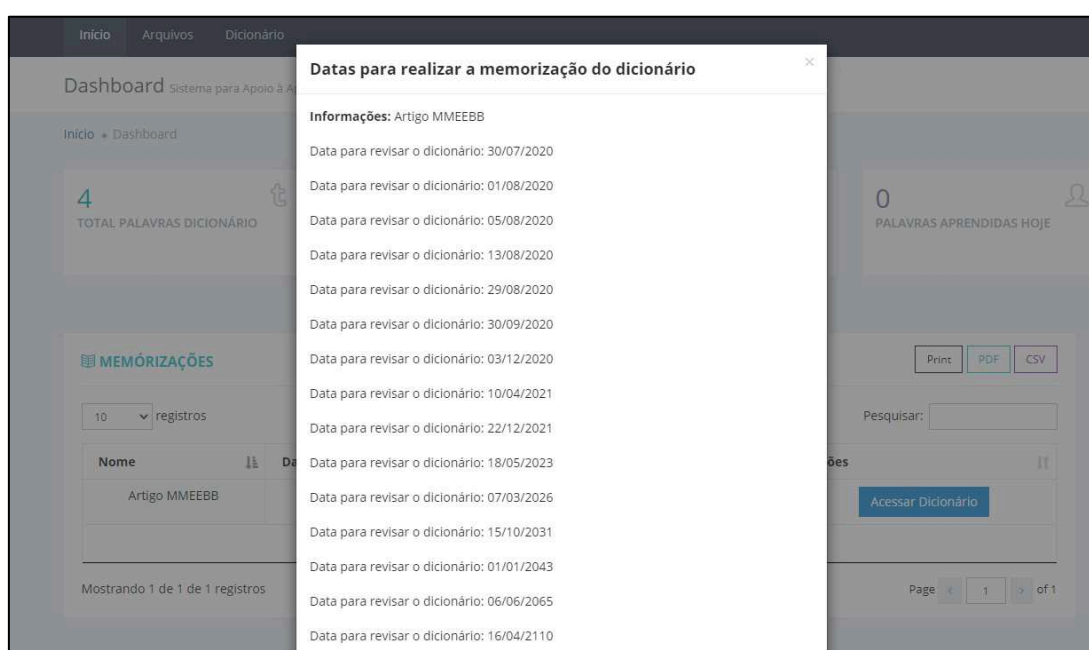 Início Arquivos Dicionário
Datas para realizar a memorização do dicionário ×
Dashboard Sistema para Apoio à
Informações: Artigo MMEEBB
Início Dashboard
Data para revisar o dicionário: 30/07/2020
Data para revisar o dicionário: 01/08/2020
4
TOTAL PALAVRAS DICIONÁRIO
0
PALAVRAS APRENDIDAS HOJE
Data para revisar o dicionário: 05/08/2020
Data para revisar o dicionário: 13/08/2020
Data para revisar o dicionário: 29/08/2020
Data para revisar o dicionário: 30/09/2020
MEMÓRIZAÇÕES
Data para revisar o dicionário: 03/12/2020
Print PDF CSV
Data para revisar o dicionário: 10/04/2021
10 registros
Pesquisar:
Data para revisar o dicionário: 22/12/2021
Nome Da
Data para revisar o dicionário: 18/05/2023
ões
Artigo MMEEBB
Data para revisar o dicionário: 07/03/2026
Acessar Dicionário
Data para revisar o dicionário: 15/10/2031
Data para revisar o dicionário: 01/01/2043
Mostrando 1 de 1 de 1 registros
Page < 1 > of 1
Data para revisar o dicionário: 06/06/2065
Data para revisar o dicionário: 16/04/2110